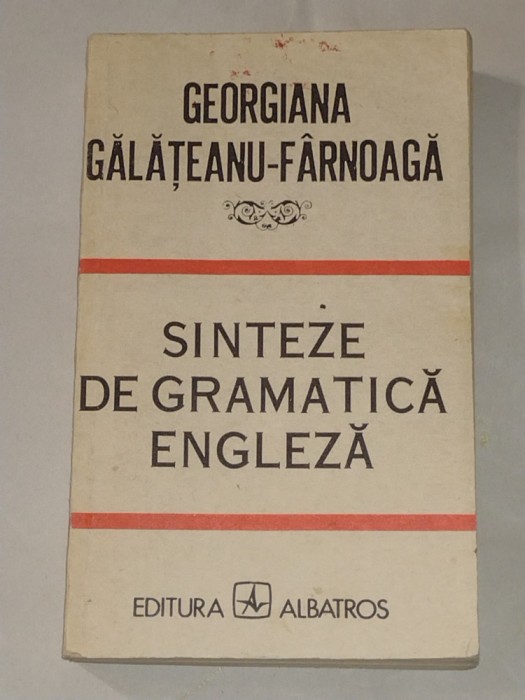 GEORGIANA
GĂLĂȚEANU-FÂRNOAGĂ
SINTEZE
DE GRAMATICĂ
ENGLEZĂ
EDITURA ALBATROS